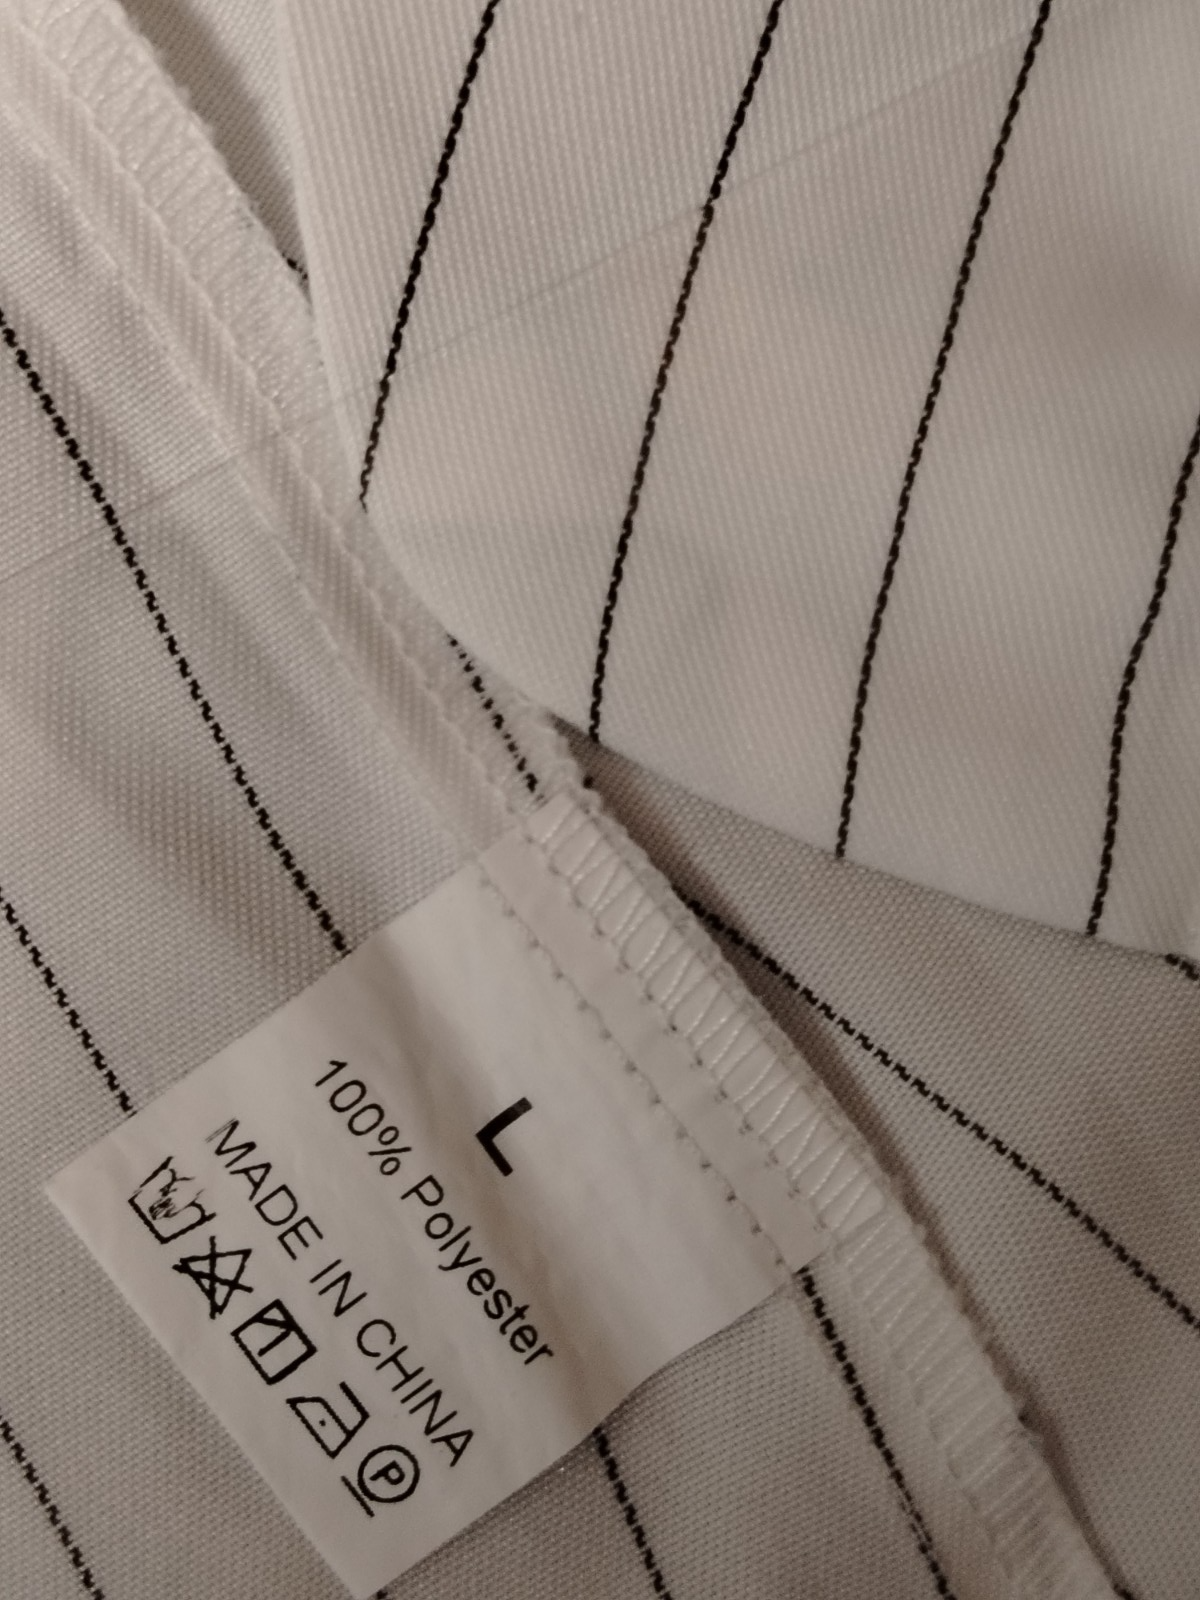 L
100% Polyester
MADE IN CHINA
P